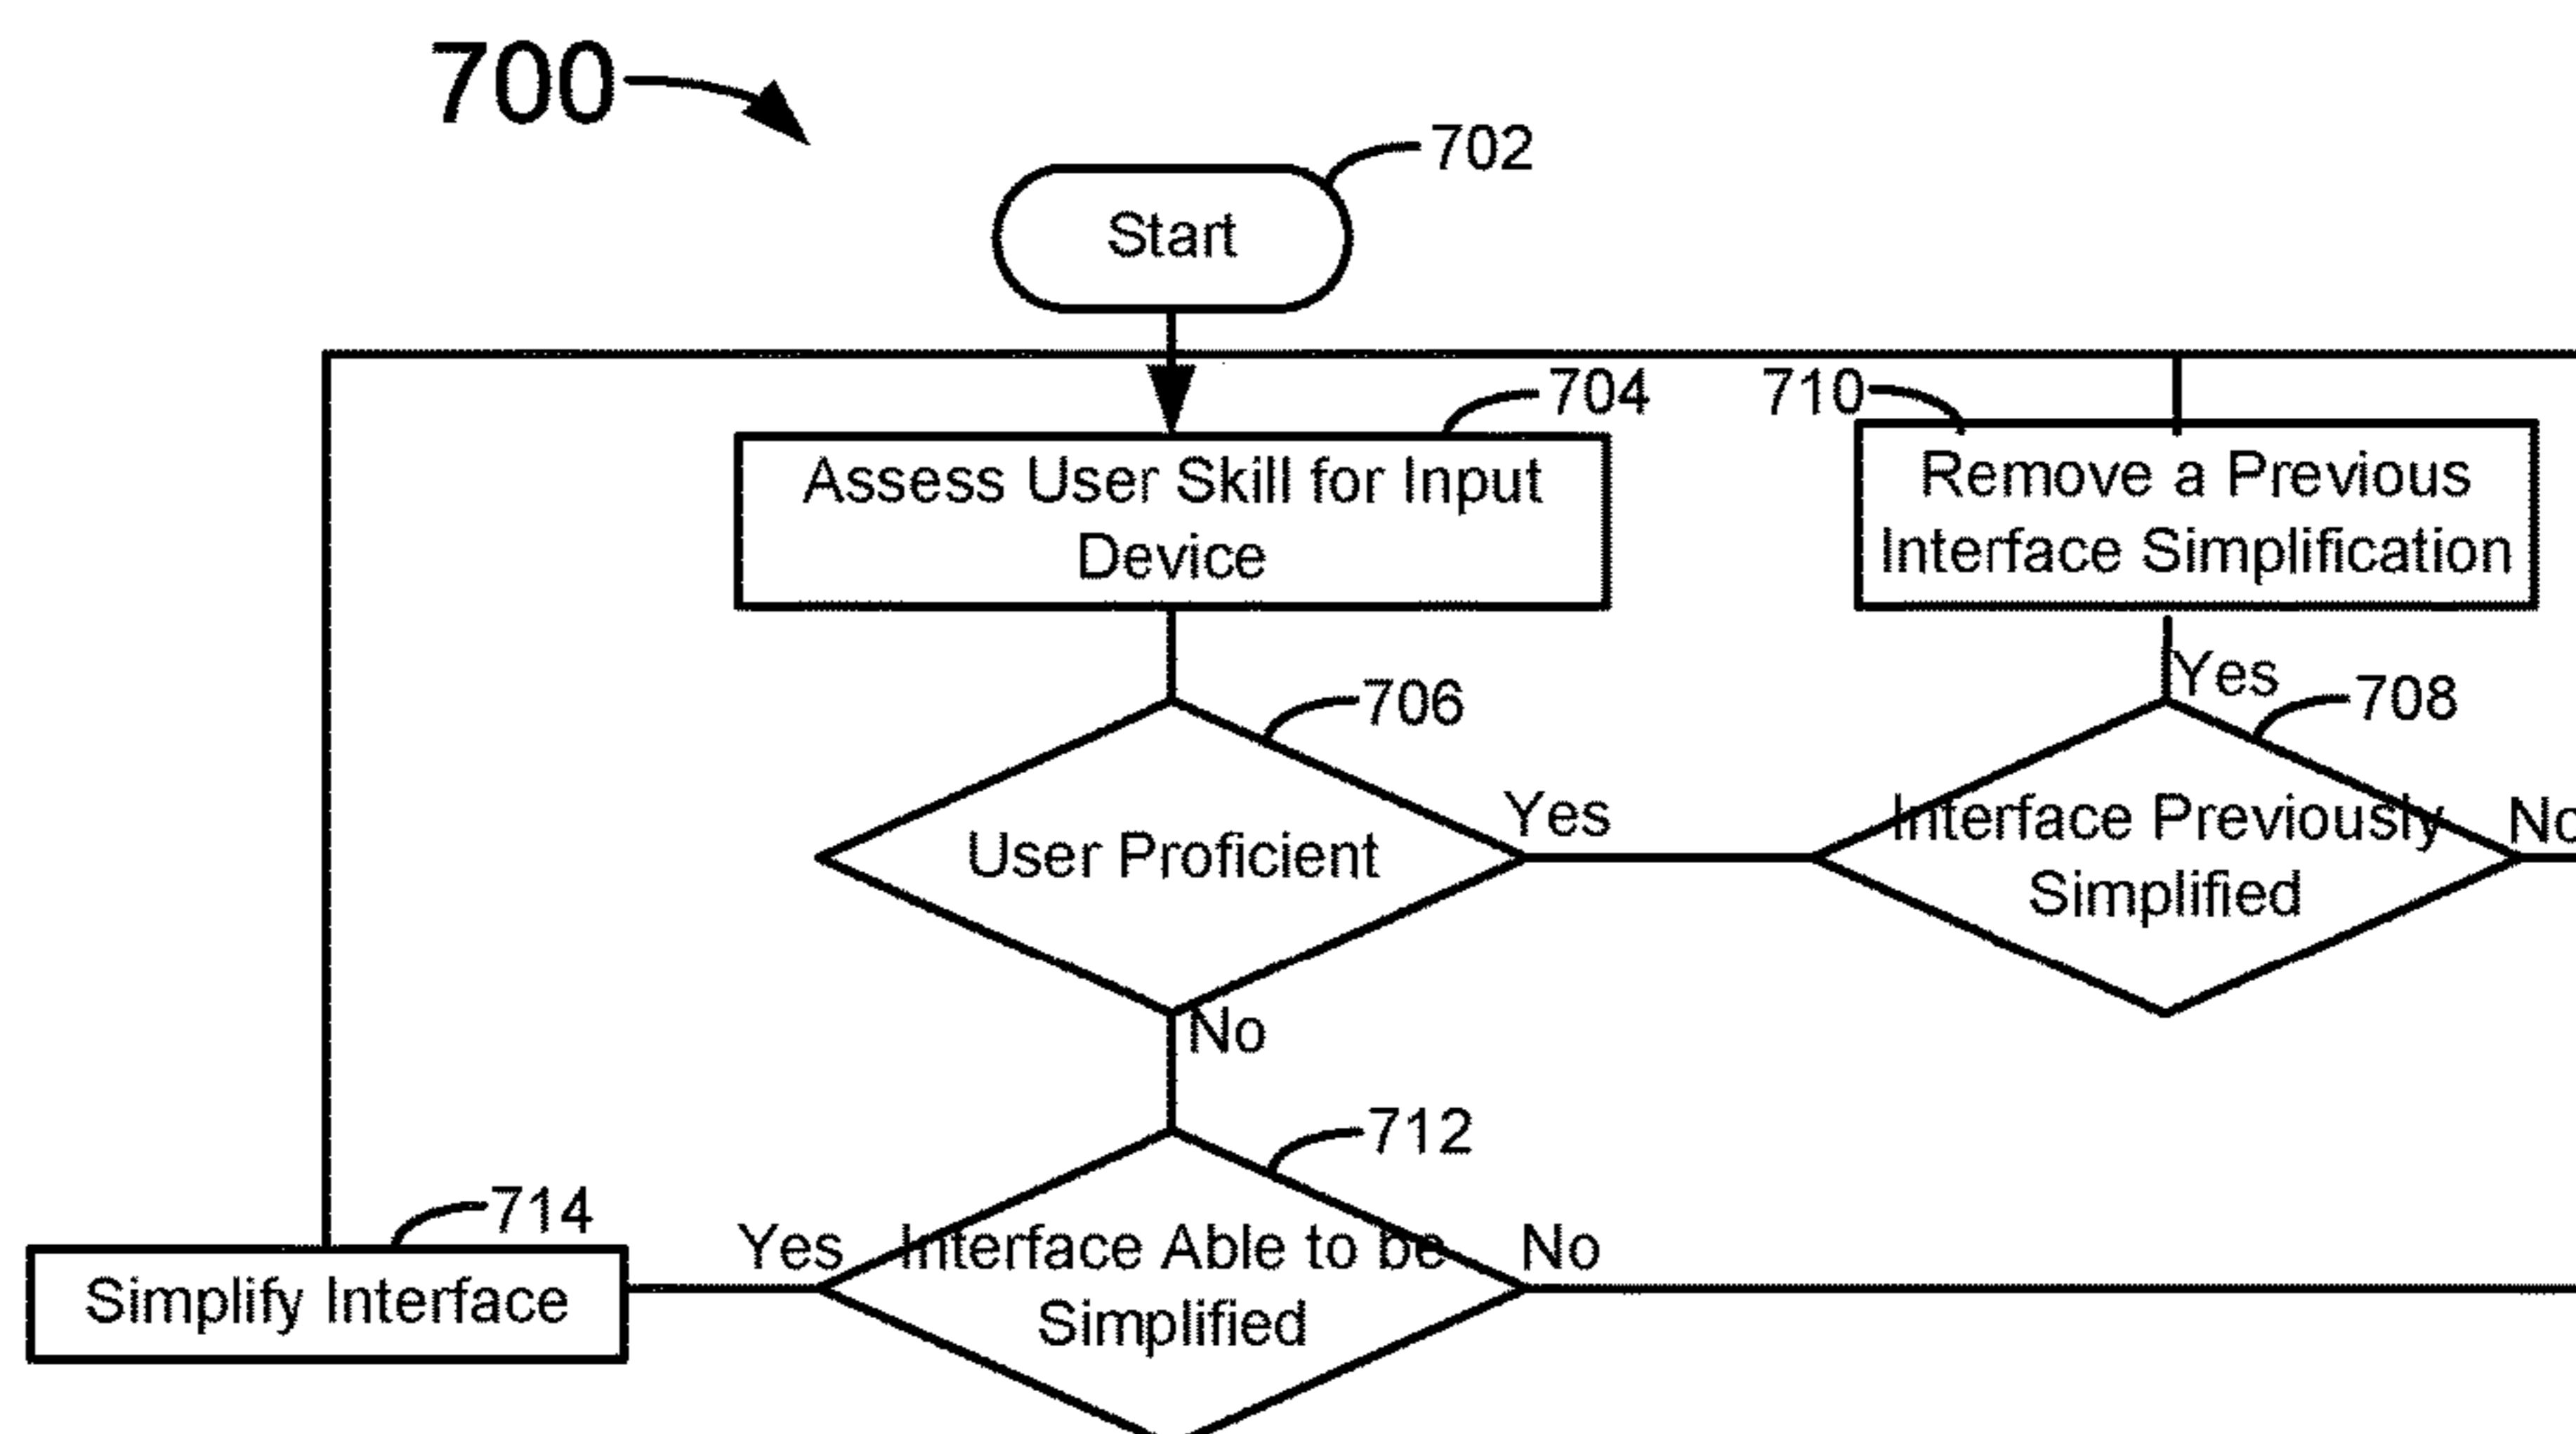 700
702
Start
704
710
Assess User Skill for Input
Device
Remove a Previous
Interface Simplification
706
Yes
708
User Proficient
Yes
Interface Previously
Simplified
No
No
712
714
Yes
Interface Able to be
Simplified
No
Simplify Interface